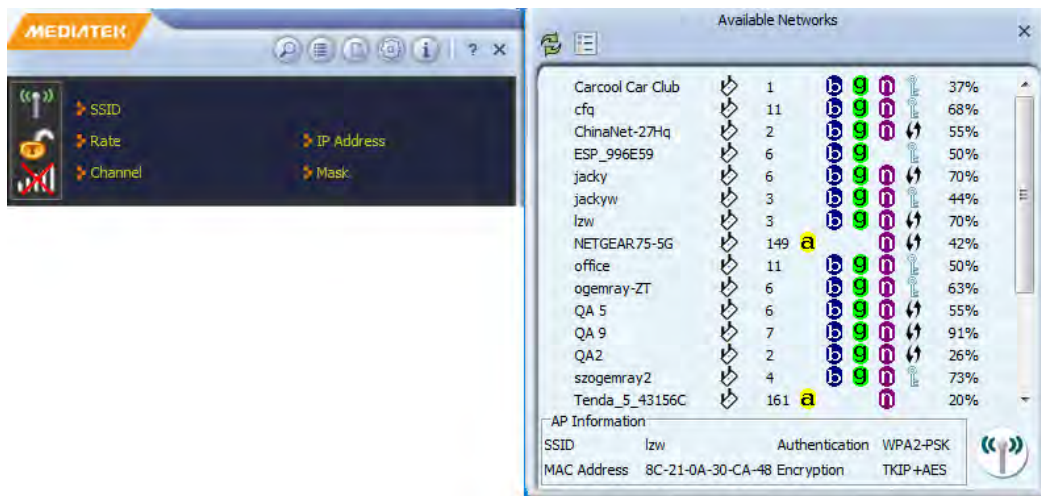 MEDIATEK
? ×
SSID
Rate
IP Address
Channel
Mask
Available Networks
×
Carcool Car Club 1 b g n 37%
cfq 11 b g n 68%
ChinaNet-27Hq 2 b g n 55%
ESP_996E59 6 b g 50%
jacky 6 b g n 70%
jackyw 3 b g n 44%
lzw 3 b g n 70%
NETGEAR75-5G 149 a n 42%
office 11 b g n 50%
ogemray-ZT 6 b g n 63%
QA 5 6 b g n 55%
QA 9 7 b g n 91%
QA2 2 b g n 26%
szogemray2 4 b g n 73%
Tenda_5_43156C 161 a n 20%
AP Information
SSID lzw Authentication WPA2-PSK
MAC Address 8C-21-0A-30-CA-48 Encryption TKIP+AES